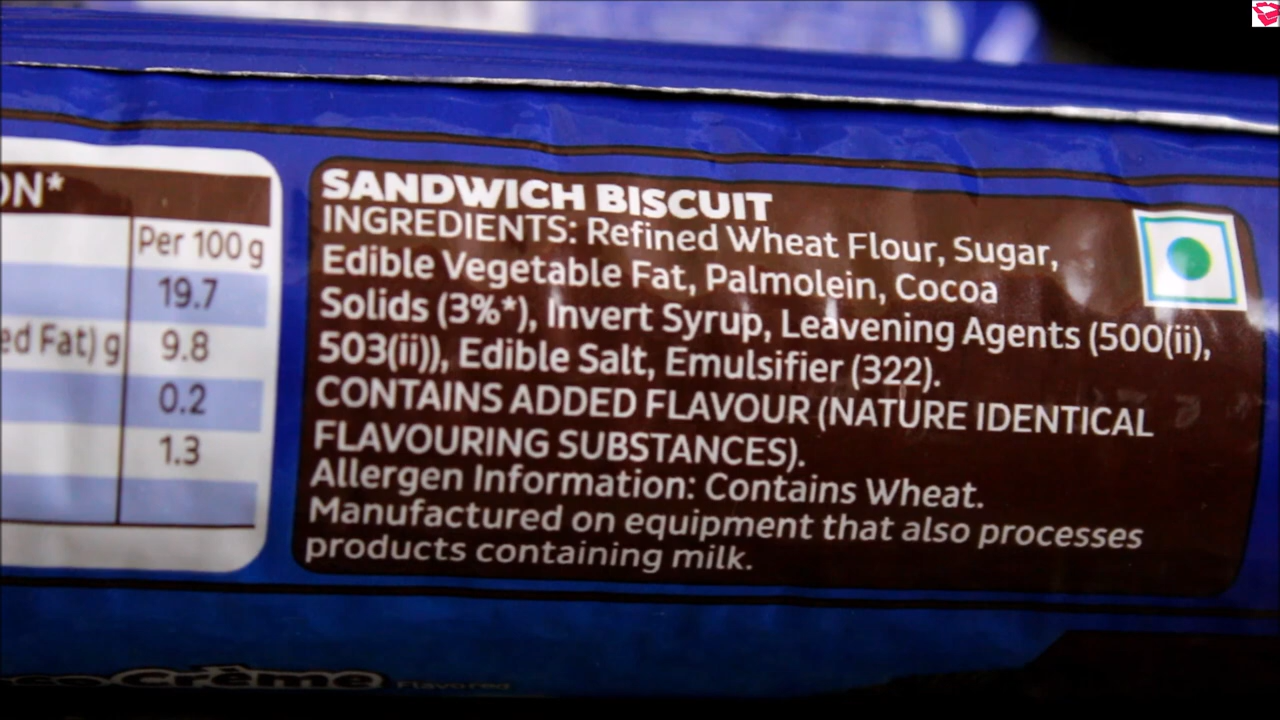 ON*
Per 100 g
19.7
ed Fat) g 9.8
0.2
1.3
SANDWICH BISCUIT
INGREDIENTS: Refined Wheat Flour, Sugar,
Edible Vegetable Fat, Palmolein, Cocoa
Solids (3%*), Invert Syrup, Leavening Agents (500(ii),
503(ii)), Edible Salt, Emulsifier (322).
CONTAINS ADDED FLAVOUR (NATURE IDENTICAL
FLAVOURING SUBSTANCES).
Allergen Information: Contains Wheat.
Manufactured on equipment that also processes
products containing milk.
Crème Flavored